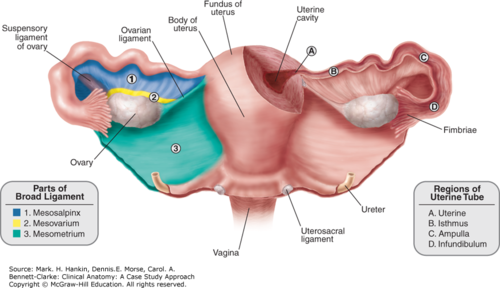 Fundus of
uterus
Suspensory
ligament
of ovary
Ovarian
ligament
Body of
uterus
Uterine
cavity
A
B
C
D
1
2
3
Fimbriae
Ovary
Parts of
Broad Ligament
1. Mesosalpinx
2. Mesovarium
3. Mesometrium
Vagina
Uterosacral
ligament
Ureter
Regions of
Uterine Tube
A. Uterine
B. Isthmus
C. Ampulla
D. Infundibulum
Source: Mark. H. Hankin, Dennis.E. Morse, Carol. A.
Bennett-Clarke: Clinical Anatomy: A Case Study Approach
Copyright © McGraw-Hill Education. All rights reserved.